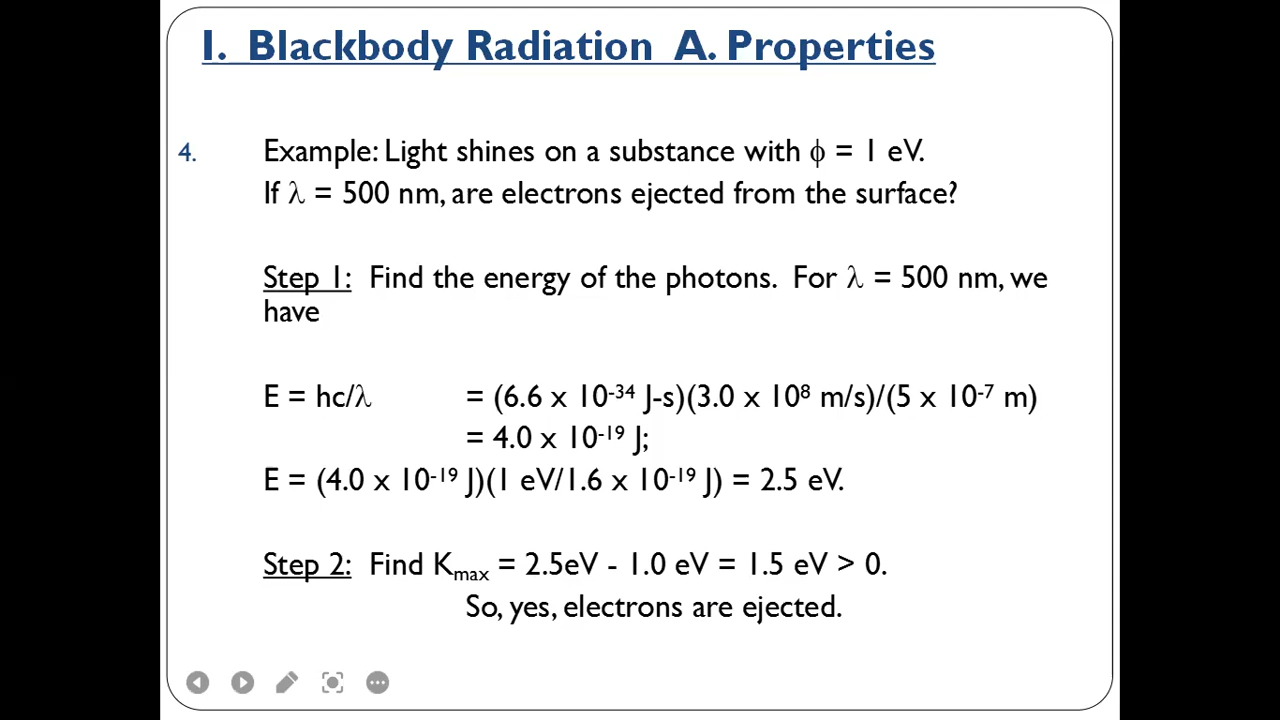 I. Blackbody Radiation A. Properties
4. Example: Light shines on a substance with ϕ = 1 eV.
If λ = 500 nm, are electrons ejected from the surface?
Step 1: Find the energy of the photons. For λ = 500 nm, we
have
E = hc/λ = (6.6 x 10⁻³⁴ J-s)(3.0 x 10⁸ m/s)/(5 x 10⁻⁷ m)
= 4.0 x 10⁻¹⁹ J;
E = (4.0 x 10⁻¹⁹ J)(1 eV/1.6 x 10⁻¹⁹ J) = 2.5 eV.
Step 2: Find Kₘₐₓ = 2.5eV - 1.0 eV = 1.5 eV > 0.
So, yes, electrons are ejected.